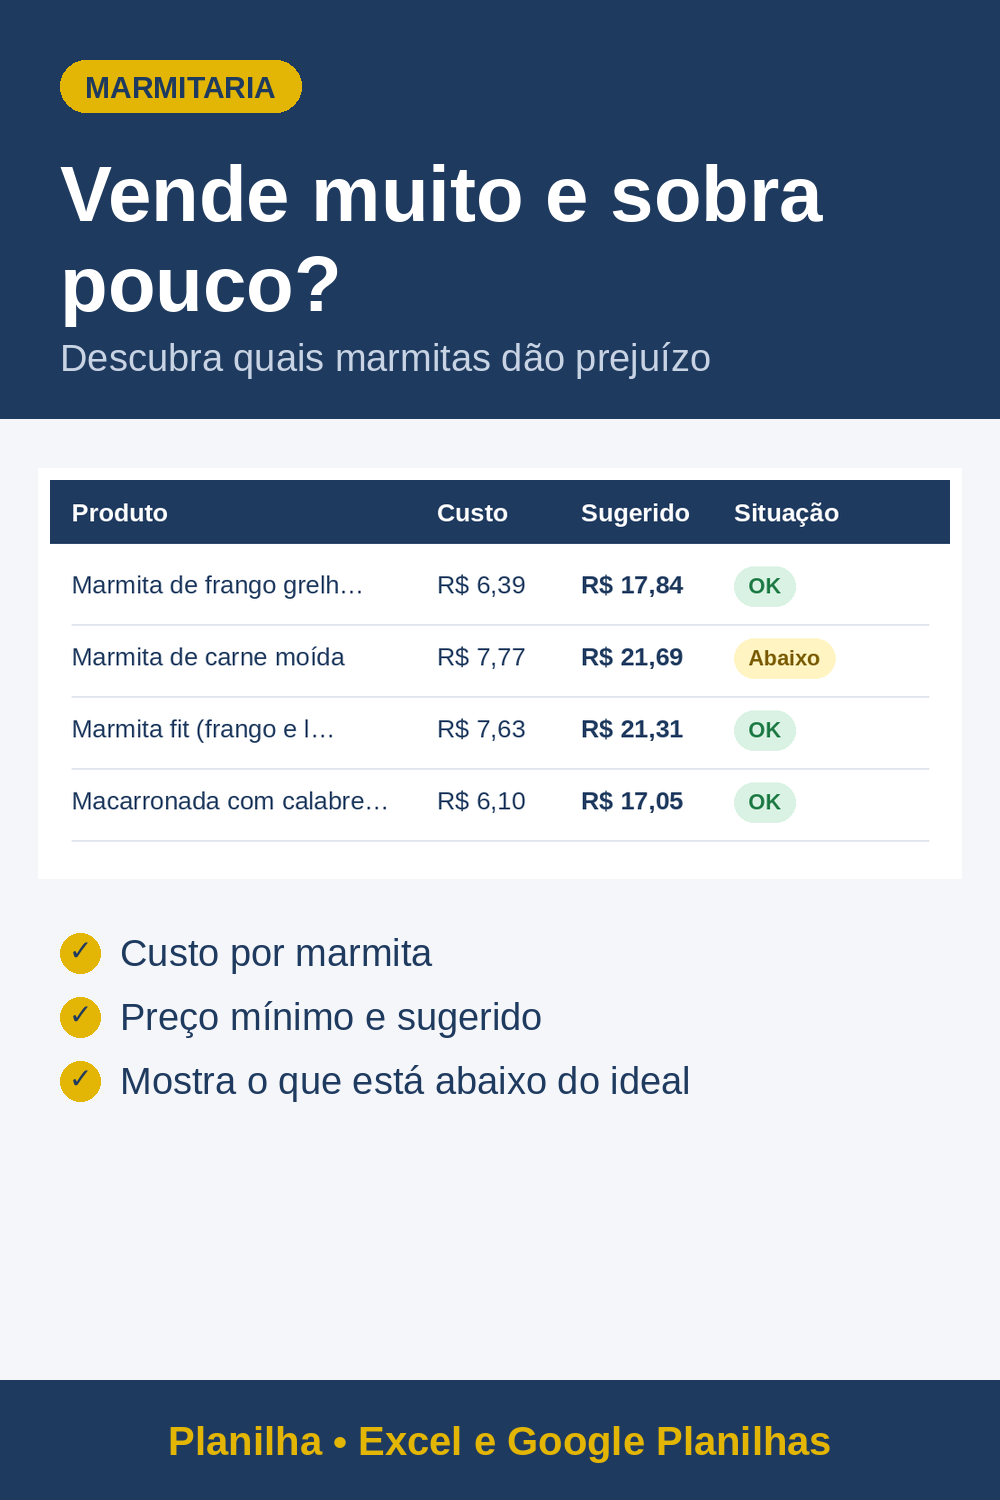 MARMITARIA
Vende muito e sobra
pouco?
Descubra quais marmitas dão prejuízo
Produto Custo Sugerido Situação
Marmita de frango grelh… R$ 6,39 R$ 17,84 OK
Marmita de carne moída R$ 7,77 R$ 21,69 Abaixo
Marmita fit (frango e l… R$ 7,63 R$ 21,31 OK
Macarronada com calabre… R$ 6,10 R$ 17,05 OK
✓ Custo por marmita
✓ Preço mínimo e sugerido
✓ Mostra o que está abaixo do ideal
Planilha • Excel e Google Planilhas